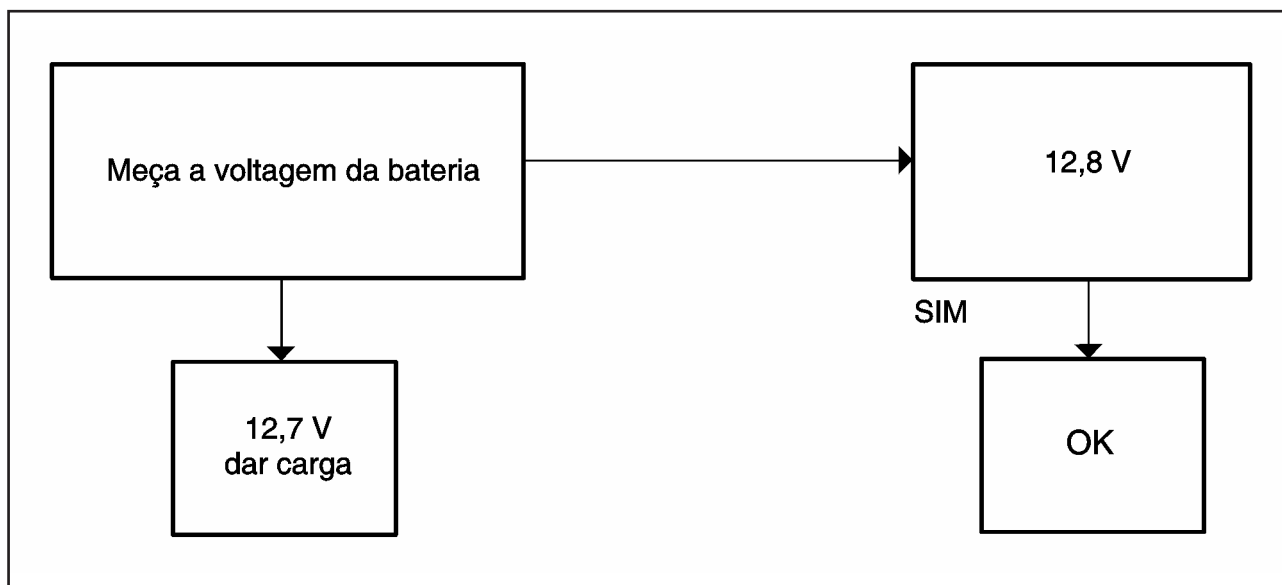 Meça a voltagem da bateria
12,8 V
SIM
12,7 V
dar carga
OK